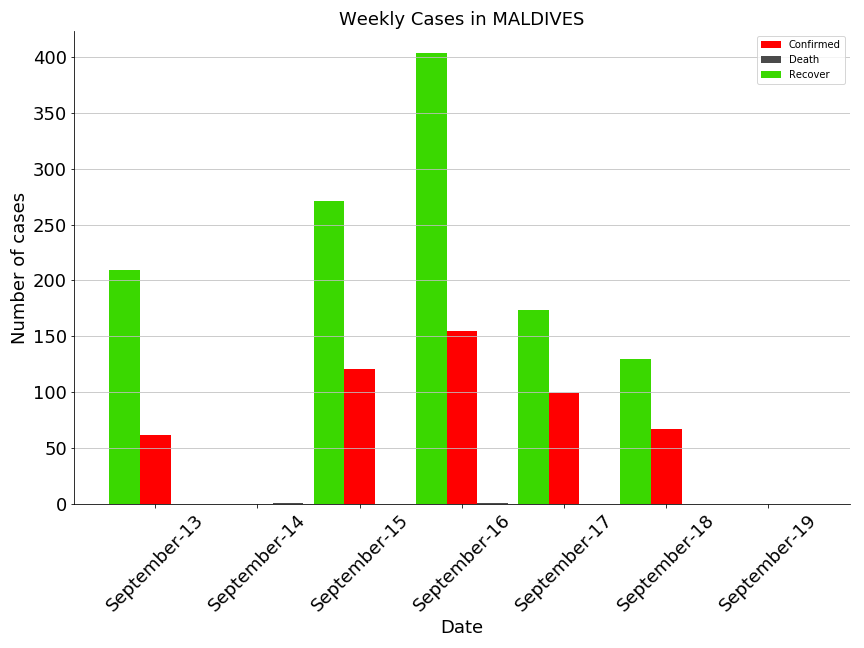 Weekly Cases in MALDIVES
Confirmed
Death
Recover
Number of cases
400
350
300
250
200
150
100
50
0
September-13
September-14
September-15
September-16
September-17
September-18
September-19
Date